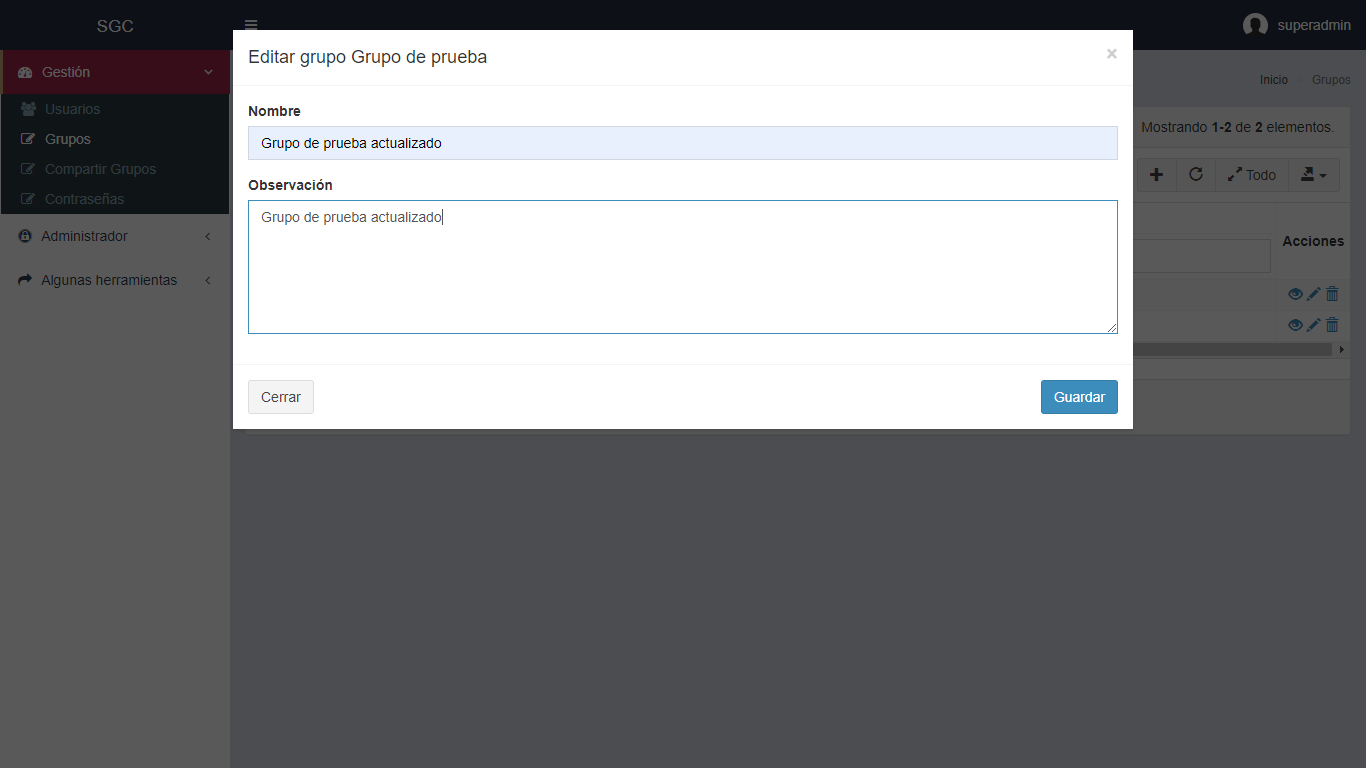 SGC
superadmin
Editar grupo Grupo de prueba
×
Gestión
Inicio
Grupos
Usuarios
Nombre
Mostrando 1-2 de 2 elementos.
Grupos
Grupo de prueba actualizado
Compartir Grupos
Todo
Observación
Contraseñas
Grupo de prueba actualizado
Administrador
Acciones
Algunas herramientas
Cerrar
Guardar